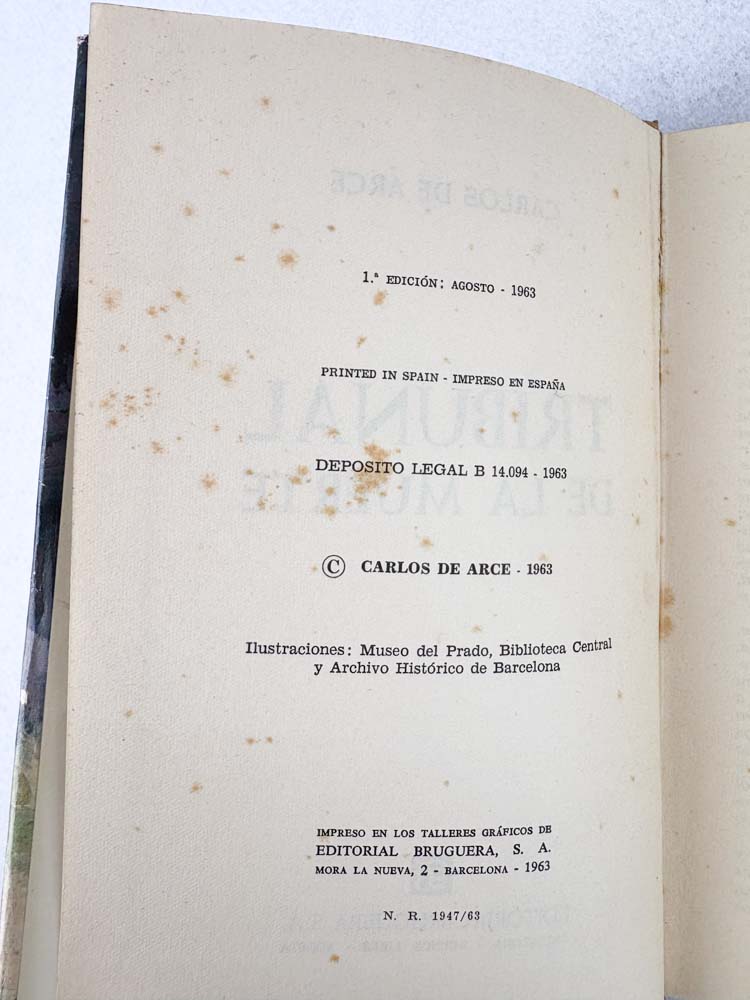 1.ª EDICIÓN: AGOSTO - 1963
PRINTED IN SPAIN - IMPRESO EN ESPAÑA
DEPOSITO LEGAL B 14.094 - 1963
© CARLOS DE ARCE - 1963
Ilustraciones: Museo del Prado, Biblioteca Central
y Archivo Histórico de Barcelona
IMPRESO EN LOS TALLERES GRÁFICOS DE
EDITORIAL BRUGUERA, S. A.
MORA LA NUEVA, 2 - BARCELONA - 1963
N. R. 1947/63